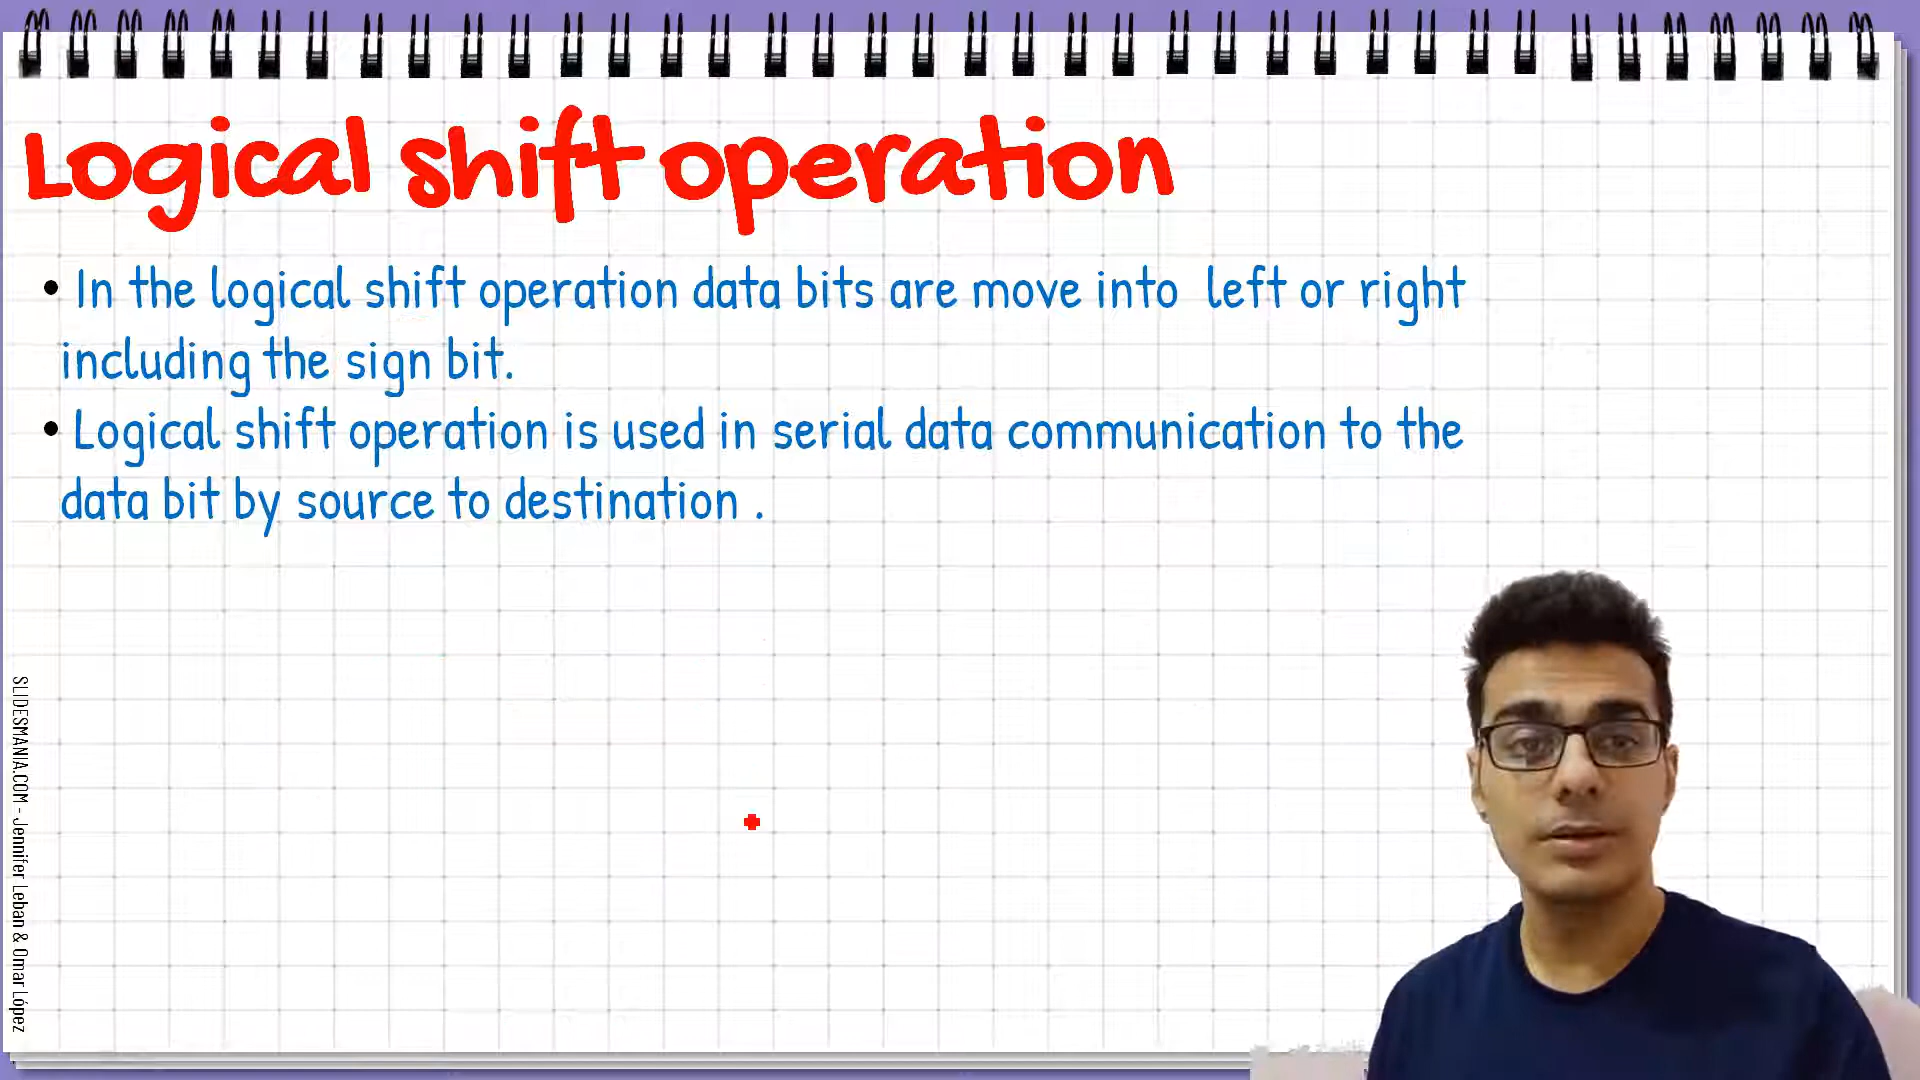 Logical shift operation
• In the logical shift operation data bits are move into left or right
including the sign bit.
• Logical shift operation is used in serial data communication to the
data bit by source to destination .
SLIDESMANIA.COM - Jennifer Leban & Omar López